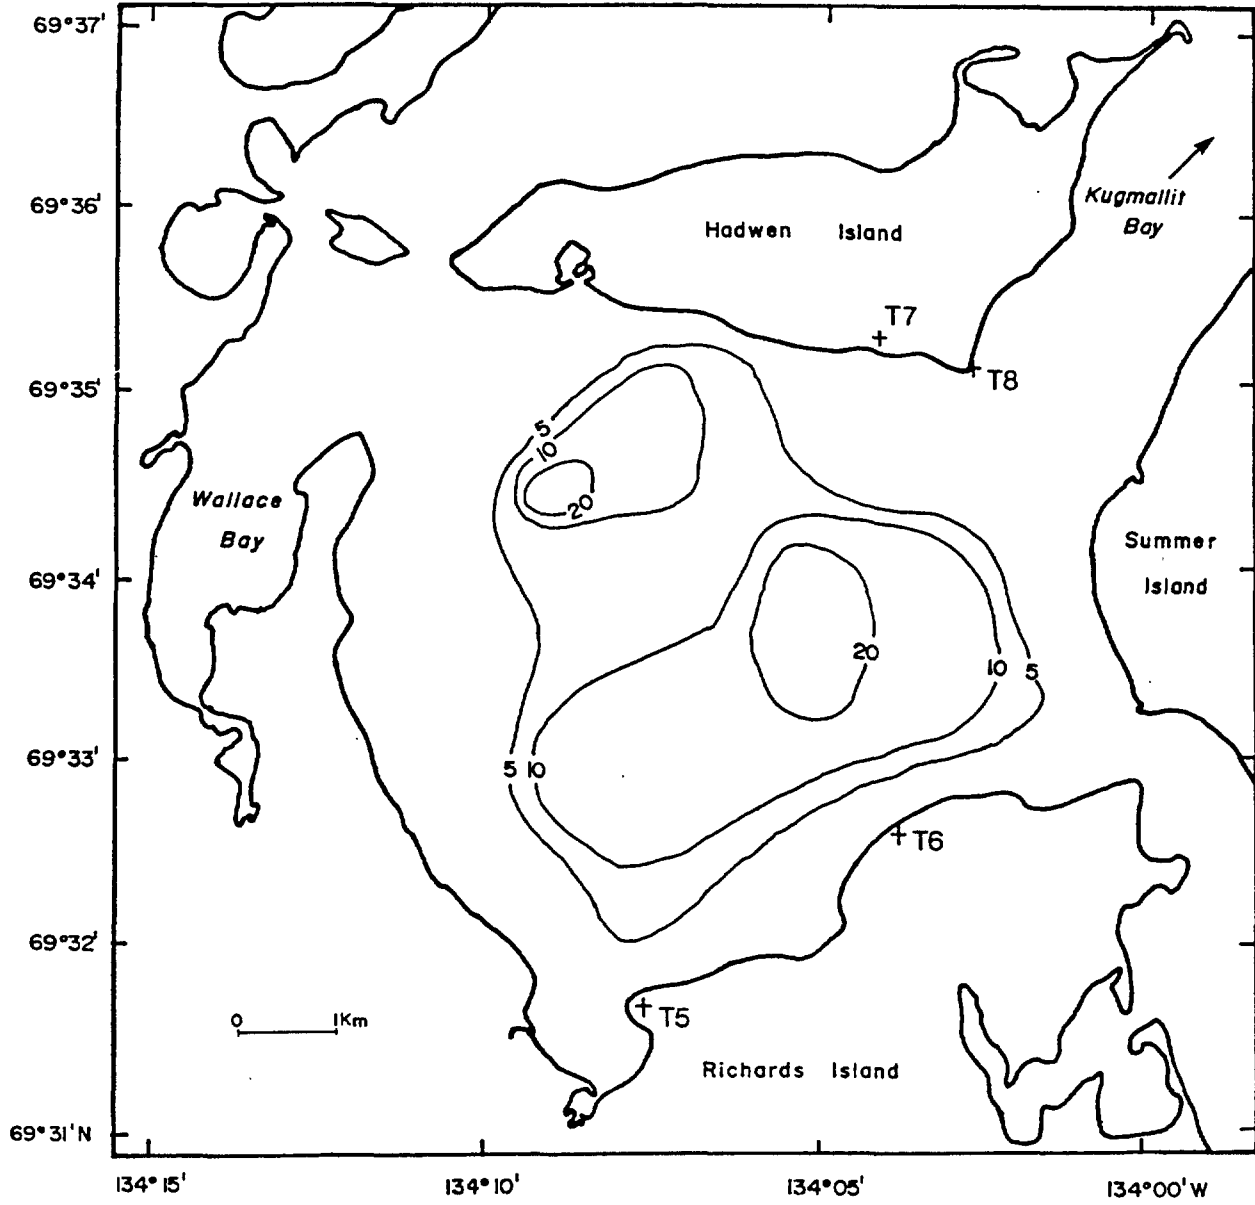 69°37'
69°36'
Kugmallit
Bay
Hadwen Island
T7
69°35'
T8
5
10
Wallace
Bay
20
Summer
Island
69°34'
20
10 5
69°33'
5 10
T6
69°32'
0 1Km
T5
Richards Island
69°31'N
134°15' 134°10' 134°05' 134°00'W